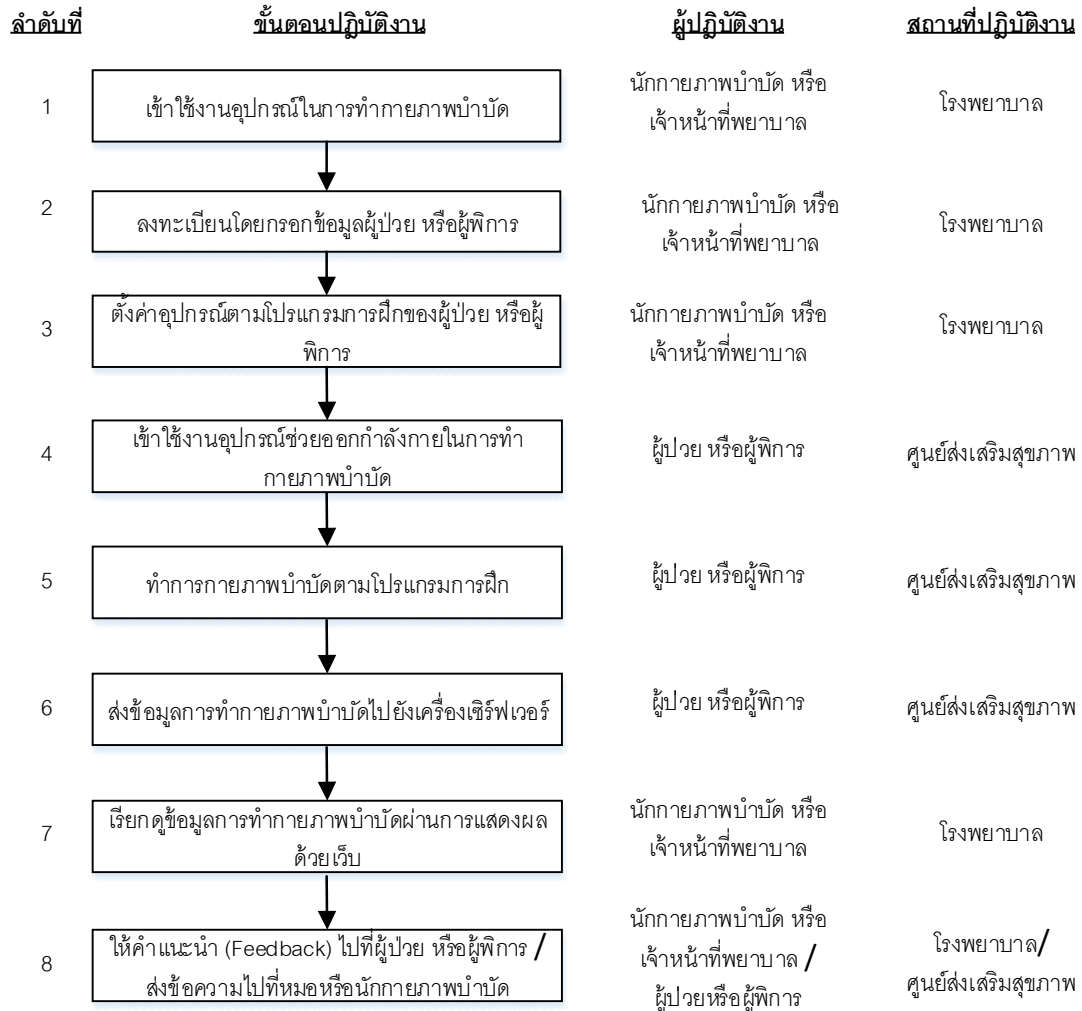 ลำดับที่ ขั้นตอนปฏิบัติงาน ผู้ปฏิบัติงาน สถานที่ปฏิบัติงาน
1 เข้าใช้งานอุปกรณ์ในการทำกายภาพบำบัด นักกายภาพบำบัด หรือ โรงพยาบาล
เจ้าหน้าที่พยาบาล
2 ลงทะเบียนโดยกรอกข้อมูลผู้ป่วย หรือผู้พิการ นักกายภาพบำบัด หรือ โรงพยาบาล
เจ้าหน้าที่พยาบาล
3 ตั้งค่าอุปกรณ์ตามโปรแกรมการฝึกของผู้ป่วย หรือผู้ นักกายภาพบำบัด หรือ โรงพยาบาล
พิการ เจ้าหน้าที่พยาบาล
4 เข้าใช้งานอุปกรณ์ช่วยออกกำลังกายในการทำ ผู้ป่วย หรือผู้พิการ ศูนย์ส่งเสริมสุขภาพ
กายภาพบำบัด
5 ทำการกายภาพบำบัดตามโปรแกรมการฝึก ผู้ป่วย หรือผู้พิการ ศูนย์ส่งเสริมสุขภาพ
6 ส่งข้อมูลการทำกายภาพบำบัดไปยังเครื่องเซิร์ฟเวอร์ ผู้ป่วย หรือผู้พิการ ศูนย์ส่งเสริมสุขภาพ
7 เรียกดูข้อมูลการทำกายภาพบำบัดผ่านการแสดงผล นักกายภาพบำบัด หรือ โรงพยาบาล
ด้วยเว็บ เจ้าหน้าที่พยาบาล
8 ให้คำแนะนำ (Feedback) ไปที่ผู้ป่วย หรือผู้พิการ / นักกายภาพบำบัด หรือ โรงพยาบาล/
ส่งข้อความไปที่หมอหรือนักกายภาพบำบัด เจ้าหน้าที่พยาบาล / ศูนย์ส่งเสริมสุขภาพ
ผู้ป่วยหรือผู้พิการ